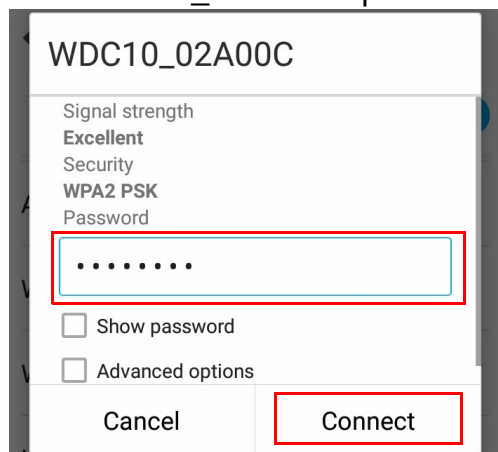 WDC10_02A00C
Signal strength
Excellent
Security
WPA2 PSK
Password
••••••••
Show password
Advanced options
Cancel
Connect